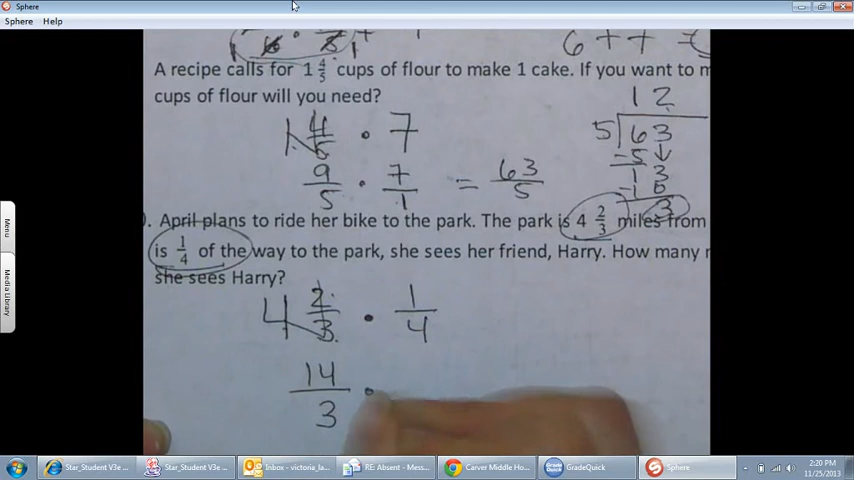 Sphere
Sphere Help
6 + 7
A recipe calls for 1 4/5 cups of flour to make 1 cake. If you want to m
cups of flour will you need?
1 4/5 • 7
9/5 • 7/1 = 63/5
12
5 63
-5
13
-10
3
). April plans to ride her bike to the park. The park is 4 2/3 miles from
is 1/4 of the way to the park, she sees her friend, Harry. How many
she sees Harry?
4 2/3 • 1/4
14/3 •
Menu
Media Library
Star_Student V3e
Star_Student V3e
Inbox - victoria_la...
RE: Absent - Mess...
Carver Middle Ho...
GradeQuick
Sphere
2:20 PM
11/25/2013